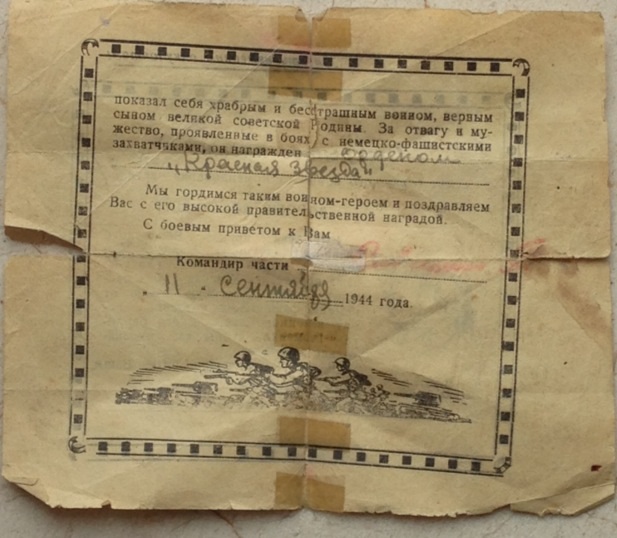 показал себя храбрым и бесстрашным воином, верным
сыном великой советской Родины. За отвагу и му-
жество, проявленные в боях с немецко-фашистскими
захватчиками, он награжден орденом
„Красная звезда"
Мы гордимся таким воином-героем и поздравляем
Вас с его высокой правительственной наградой.
С боевым приветом к Вам
Командир части
11 . Сентября 1944 года